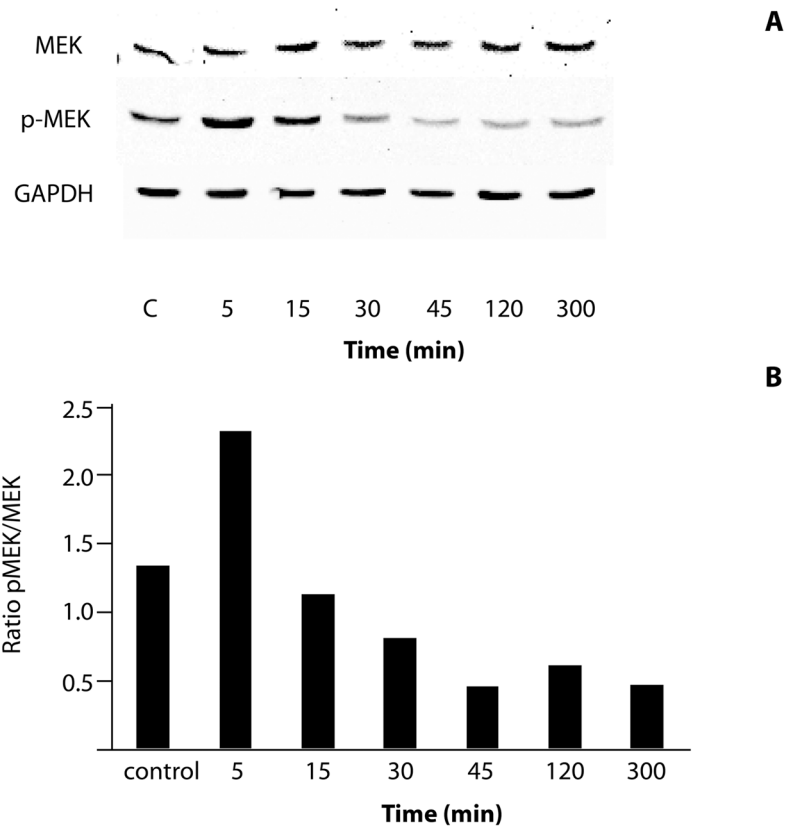 A
MEK
p-MEK
GAPDH
C 5 15 30 45 120 300
Time (min)
B
Ratio pMEK/MEK
2.5
2.0
1.5
1.0
0.5
control 5 15 30 45 120 300
Time (min)